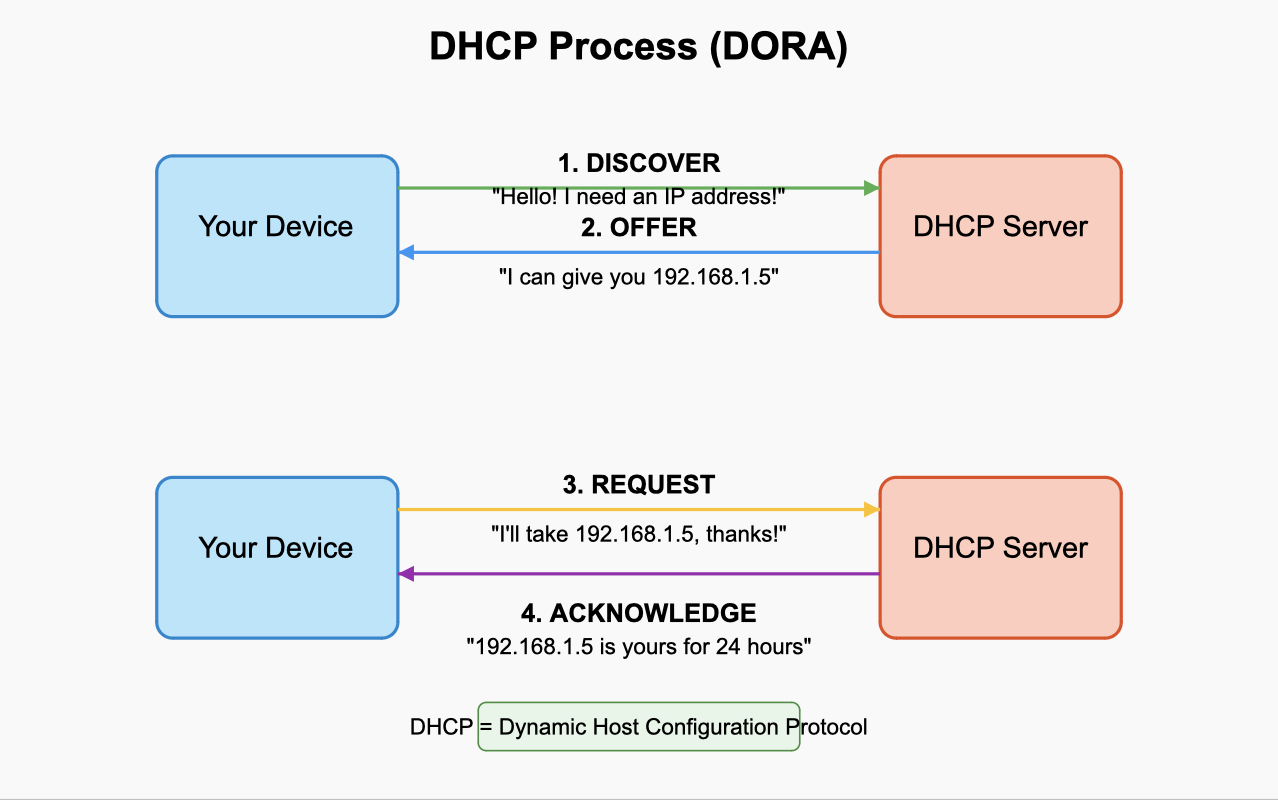 DHCP Process (DORA)
1. DISCOVER
"Hello! I need an IP address!"
Your Device
DHCP Server
2. OFFER
"I can give you 192.168.1.5"
3. REQUEST
"I'll take 192.168.1.5, thanks!"
Your Device
DHCP Server
4. ACKNOWLEDGE
"192.168.1.5 is yours for 24 hours"
DHCP = Dynamic Host Configuration Protocol